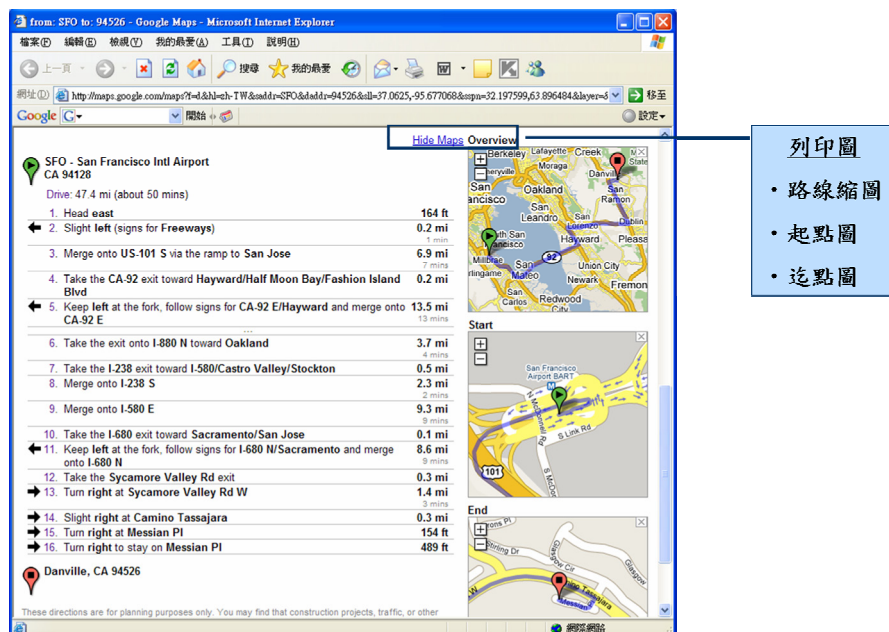 from: SFO to: 94526 - Google Maps - Microsoft Internet Explorer
檔案(F) 編輯(E) 檢視(V) 我的最愛(A) 工具(T) 說明(H)
上一頁 搜尋 我的最愛
網址(D) http://maps.google.com/maps?f=d&hl=zh-TW&saddr=SFO&daddr=94526&sll=37.0625,-95.677068&sspn=32.197599,63.896484&layer=& 移至
Google G 開始 設定
Hide Maps Overview
SFO - San Francisco Intl Airport
CA 94128
Drive: 47.4 mi (about 50 mins)
1. Head east 164 ft
2. Slight left (signs for Freeways) 0.2 mi
1 min
3. Merge onto US-101 S via the ramp to San Jose 6.9 mi
7 mins
4. Take the CA-92 exit toward Hayward/Half Moon Bay/Fashion Island 0.2 mi
Blvd
5. Keep left at the fork, follow signs for CA-92 E/Hayward and merge onto 13.5 mi
CA-92 E 13 mins
...
6. Take the exit onto I-880 N toward Oakland 3.7 mi
4 mins
7. Take the I-238 exit toward I-580/Castro Valley/Stockton 0.5 mi
8. Merge onto I-238 S 2.3 mi
2 mins
9. Merge onto I-580 E 9.3 mi
9 mins
10. Take the I-680 exit toward Sacramento/San Jose 0.1 mi
11. Keep left at the fork, follow signs for I-680 N/Sacramento and merge 8.6 mi
onto I-680 N 9 mins
12. Take the Sycamore Valley Rd exit 0.3 mi
13. Turn right at Sycamore Valley Rd W 1.4 mi
3 mins
14. Slight right at Camino Tassajara 0.3 mi
15. Turn right at Messian Pl 154 ft
16. Turn right to stay on Messian Pl 489 ft
Danville, CA 94526
These directions are for planning purposes only. You may find that construction projects, traffic, or other
Berkeley Lafayette Creek
Moraga State
Danville
San Oakland San
Ramon
San
Leandro San
Lorenzo Dublin
Hayward Pleasa
Millbrae 92
San
Mateo Union City
Newark Fremon
San
Carlos Redwood
City
Start
San Francisco
Airport BART
M
N McDonnell Rd
S Link Rd
101
End
Stirling Dr
Glasgow Cir
Glasgow
Camino Tassajara
Messian
網際網路
列印圖
・路線縮圖
・起點圖
・迄點圖